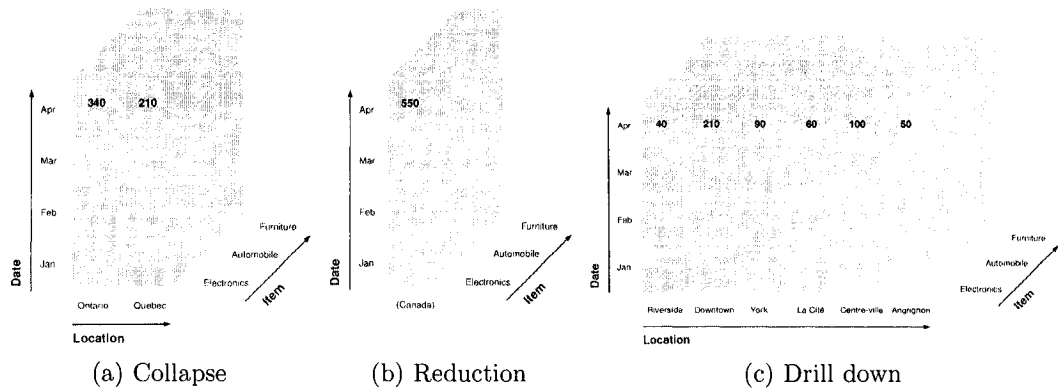 Date
Apr
Mar
Feb
Jan
340
210
Ontario
Quebec
Location
Electronics
Automobile
Furniture
Item
(a) Collapse
Date
Apr
Mar
Feb
Jan
550
(Canada)
Electronics
Automobile
Furniture
Item
(b) Reduction
Date
Apr
Mar
Feb
Jan
40 210 90 60 100 50
Riverside Downtown York La Cité Centre-ville Angrignon
Location
Electronics
Automobile
Furniture
Item
(c) Drill down